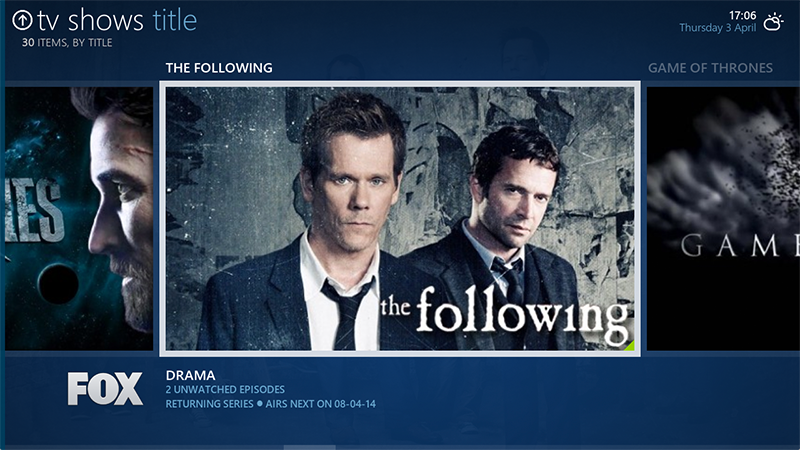 tv shows title
30 ITEMS, BY TITLE
17:06
Thursday 3 April
THE FOLLOWING
GAME OF THRONES
IES
the following
GAME
FOX
DRAMA
2 UNWATCHED EPISODES
RETURNING SERIES ● AIRS NEXT ON 08-04-14